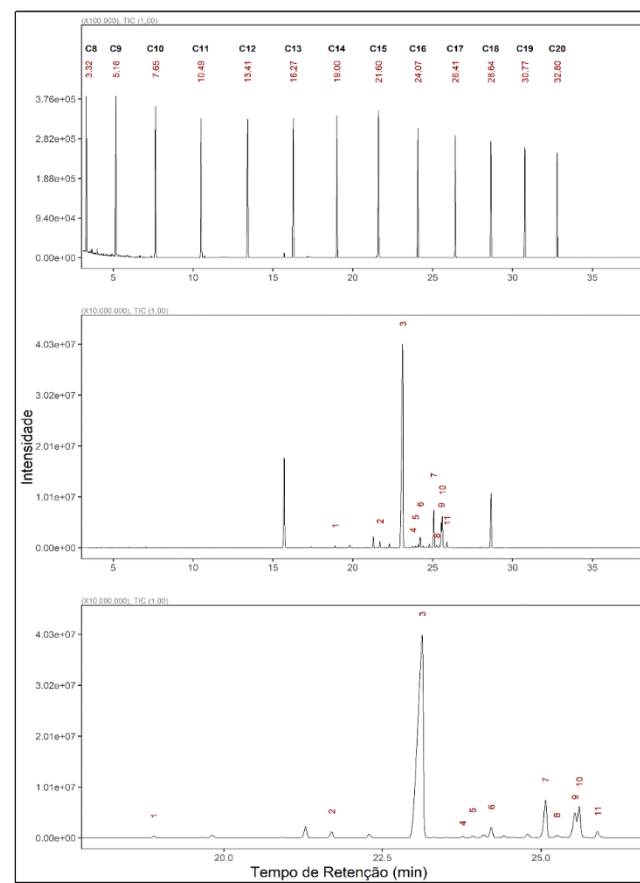 (X100.000), TIC (1,00)
C8 C9 C10 C11 C12 C13 C14 C15 C16 C17 C18 C19 C20
3.32 5.16 7.65 10.49 13.41 16.27 19.00 21.60 24.07 26.41 28.64 30.77 32.80
3.76e+05
2.82e+05
1.88e+05
9.40e+04
0.00e+00
5 10 15 20 25 30 35
(X10,000,000), TIC (1,00)
3
4.03e+07
3.02e+07
2.01e+07
1.01e+07
0.00e+00
1 2 4 5 6 7 8 9 10 11
5 10 15 20 25 30 35
Intensidade
(X10,000,000), TIC (1,00)
3
4.03e+07
3.02e+07
2.01e+07
1.01e+07
0.00e+00
1 2 4 5 6 7 8 9 10 11
20.0 22.5 25.0
Tempo de Retenção (min)